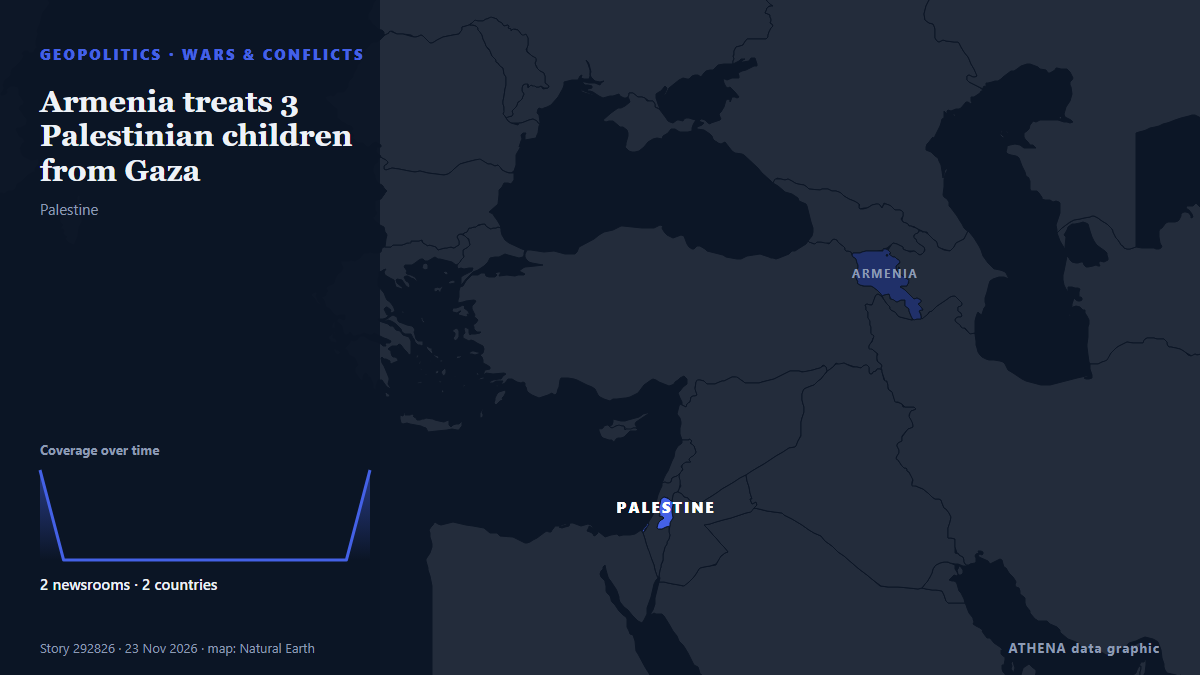 GEOPOLITICS · WARS & CONFLICTS
Armenia treats 3
Palestinian children
from Gaza
Palestine
ARMENIA
PALESTINE
Coverage over time
2 newsrooms · 2 countries
Story 292826 · 23 Nov 2026 · map: Natural Earth
ATHENA data graphic